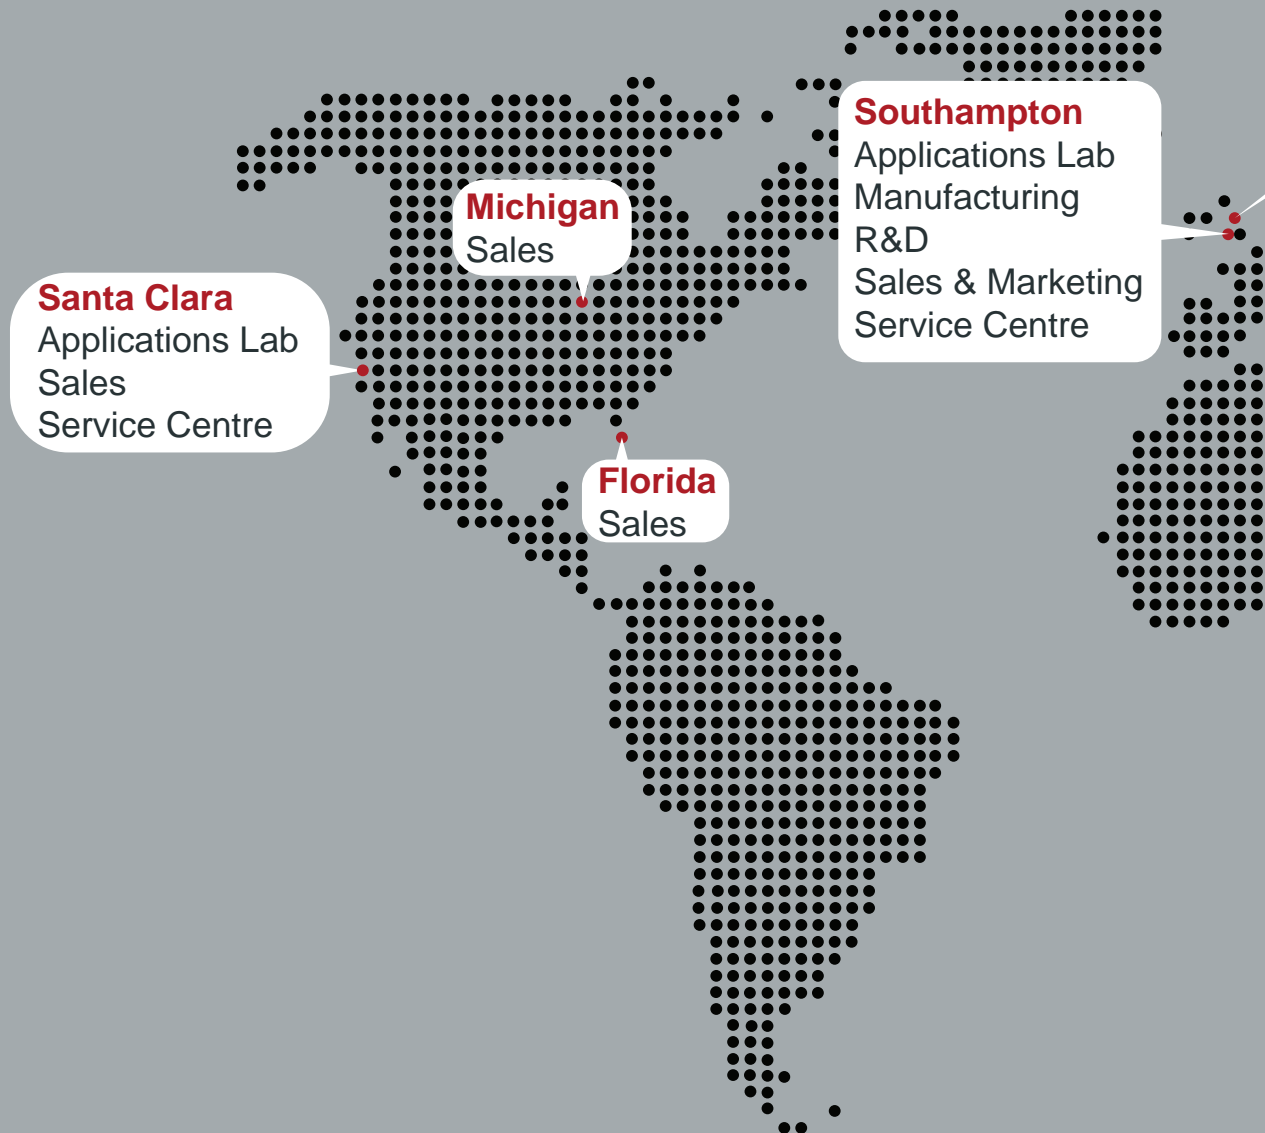 Southampton
Applications Lab
Manufacturing
R&D
Sales & Marketing
Service Centre
Michigan
Sales
Santa Clara
Applications Lab
Sales
Service Centre
Florida
Sales